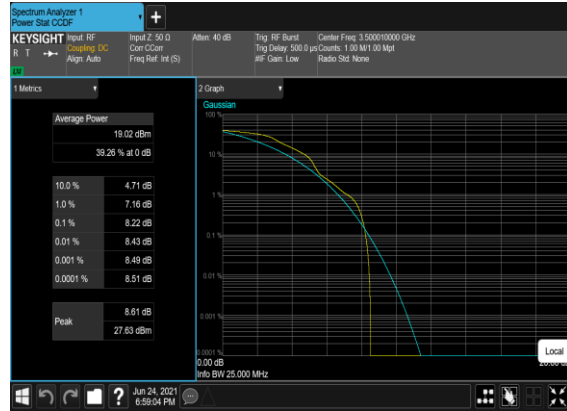 Spectrum Analyzer 1
Power Stat CCDF
KEYSIGHT
R T
Input: RF
Coupling: DC
Align: Auto
Input Z: 50 Ω
Corr CCorr
Freq Ref: Int (S)
Atten: 40 dB
Trig: RF Burst
Trig Delay: 500.0 µs
#IF Gain: Low
Center Freq: 3.500010000 GHz
Counts: 1.00 M/1.00 Mpt
Radio Std: None
1 Metrics
Average Power
19.02 dBm
39.26 % at 0 dB
10.0 % 4.71 dB
1.0 % 7.16 dB
0.1 % 8.22 dB
0.01 % 8.43 dB
0.001 % 8.49 dB
0.0001 % 8.51 dB
Peak
8.61 dB
27.63 dBm
2 Graph
Gaussian
100 %
10 %
1 %
0.1 %
0.01 %
0.001 %
0.0001 %
0.00 dB
Info BW 25.000 MHz
Local
?
Jun 24, 2021
6:59:04 PM